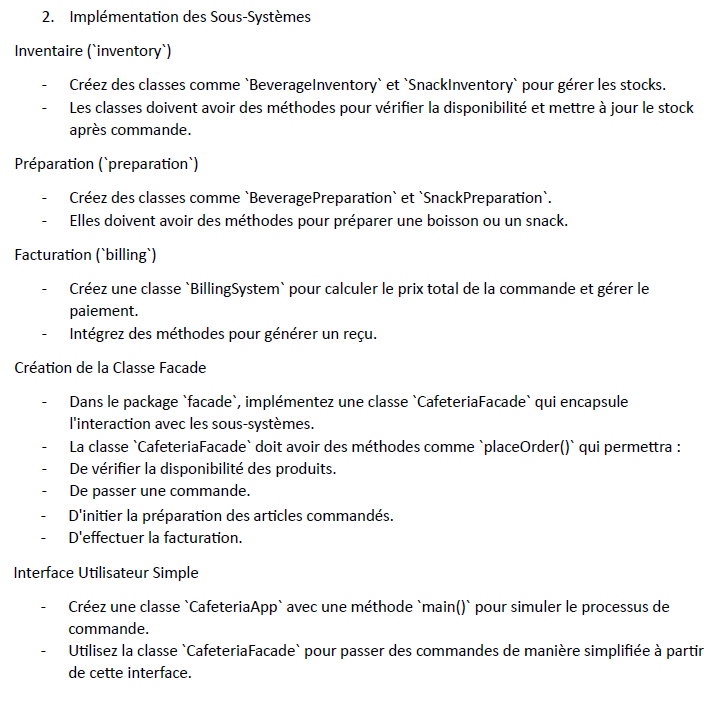 2. Implémentation des Sous-Systèmes
Inventaire (`inventory`)
- Créez des classes comme `BeverageInventory` et `SnackInventory` pour gérer les stocks.
- Les classes doivent avoir des méthodes pour vérifier la disponibilité et mettre à jour le stock
après commande.
Préparation (`preparation`)
- Créez des classes comme `BeveragePreparation` et `SnackPreparation`.
- Elles doivent avoir des méthodes pour préparer une boisson ou un snack.
Facturation (`billing`)
- Créez une classe `BillingSystem` pour calculer le prix total de la commande et gérer le
paiement.
- Intégrez des méthodes pour générer un reçu.
Création de la Classe Facade
- Dans le package `facade`, implémentez une classe `CafeteriaFacade` qui encapsule
l'interaction avec les sous-systèmes.
- La classe `CafeteriaFacade` doit avoir des méthodes comme `placeOrder()` qui permettra :
- De vérifier la disponibilité des produits.
- De passer une commande.
- D'initier la préparation des articles commandés.
- D'effectuer la facturation.
Interface Utilisateur Simple
- Créez une classe `CafeteriaApp` avec une méthode `main()` pour simuler le processus de
commande.
- Utilisez la classe `CafeteriaFacade` pour passer des commandes de manière simplifiée à partir
de cette interface.